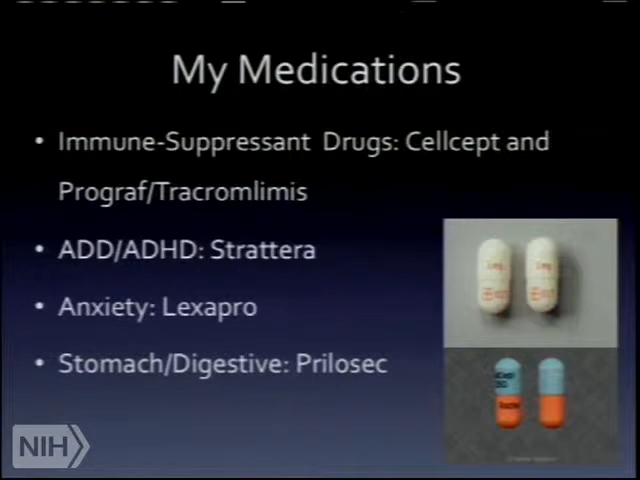 My Medications
• Immune-Suppressant Drugs: Cellcept and
Prograf/Tracromlimis
• ADD/ADHD: Strattera
• Anxiety: Lexapro
• Stomach/Digestive: Prilosec
NIH